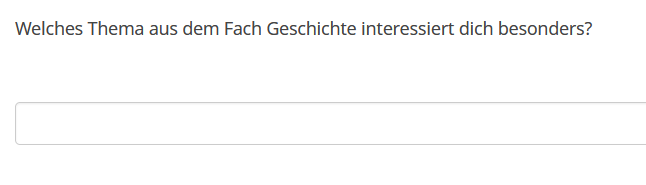 Welches Thema aus dem Fach Geschichte interessiert dich besonders?